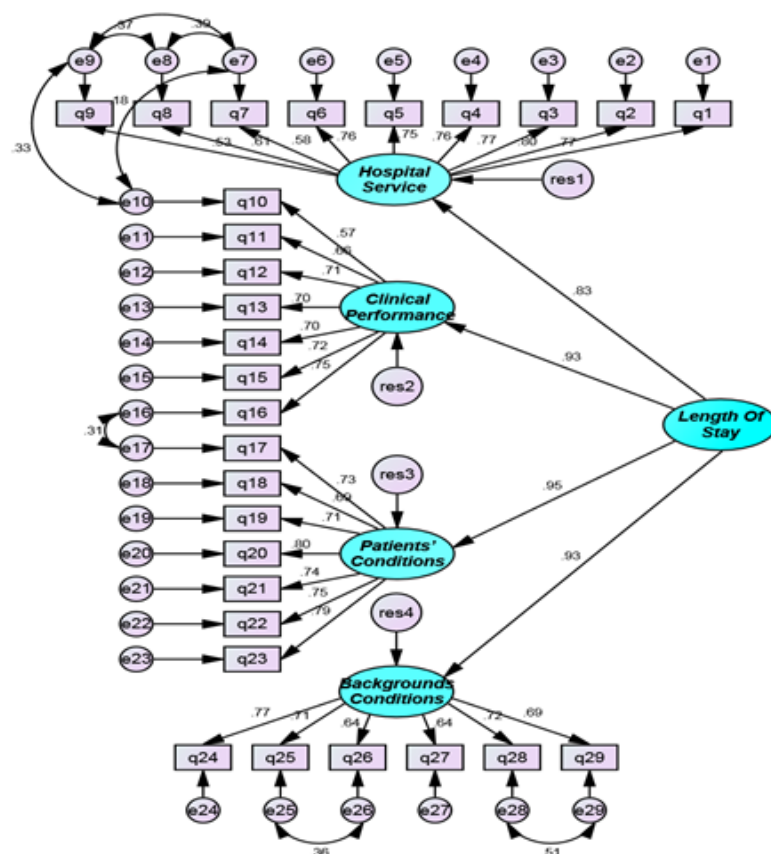 .37 .39
e9 e8 e7 e6 e5 e4 e3 e2 e1
.18
q9 q8 q7 q6 q5 q4 q3 q2 q1
.53 .61 .58 .76 .75 .76 .77 .60 .77
.33
Hospital
Service
res1
e10 q10
.57
e11 q11
.66
e12 q12
.71
e13 q13
.70
Clinical
Performance
.83
e14 q14
.70
e15 q15
.72
.75
res2
.93
e16 q16
.31
Length Of
Stay
e17 q17
.73
res3
e18 q18
.69
.95
e19 q19
.71
e20 q20
.80
Patients'
Conditions
.93
e21 q21
.74
e22 q22
.75
.79
res4
e23 q23
Backgrounds
Conditions
.77 .71 .64 .64 .72 .69
q24 q25 q26 q27 q28 q29
e24 e25 e26 e27 e28 e29
.36 .51